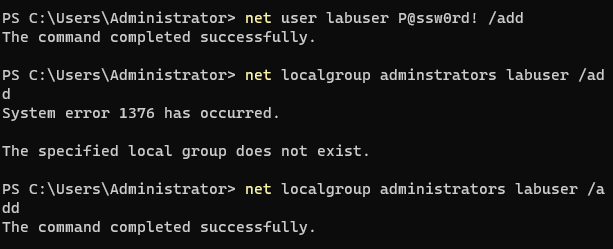 PS C:\Users\Administrator> net user labuser P@ssw0rd! /add
The command completed successfully.
PS C:\Users\Administrator> net localgroup adminstrators labuser /ad
d
System error 1376 has occurred.
The specified local group does not exist.
PS C:\Users\Administrator> net localgroup administrators labuser /a
dd
The command completed successfully.